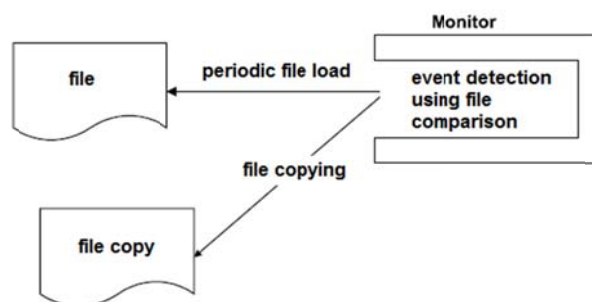 Monitor
file
periodic file load
event detection
using file
comparison
file copying
file copy